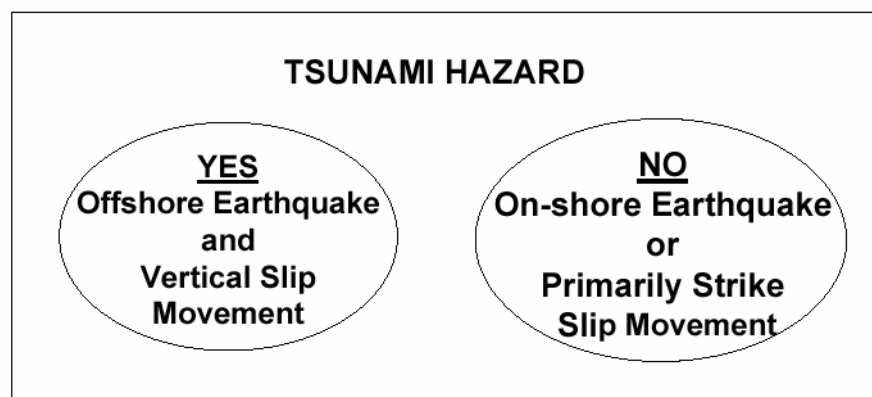 TSUNAMI HAZARD
YES
Offshore Earthquake
and
Vertical Slip
Movement
NO
On-shore Earthquake
or
Primarily Strike
Slip Movement